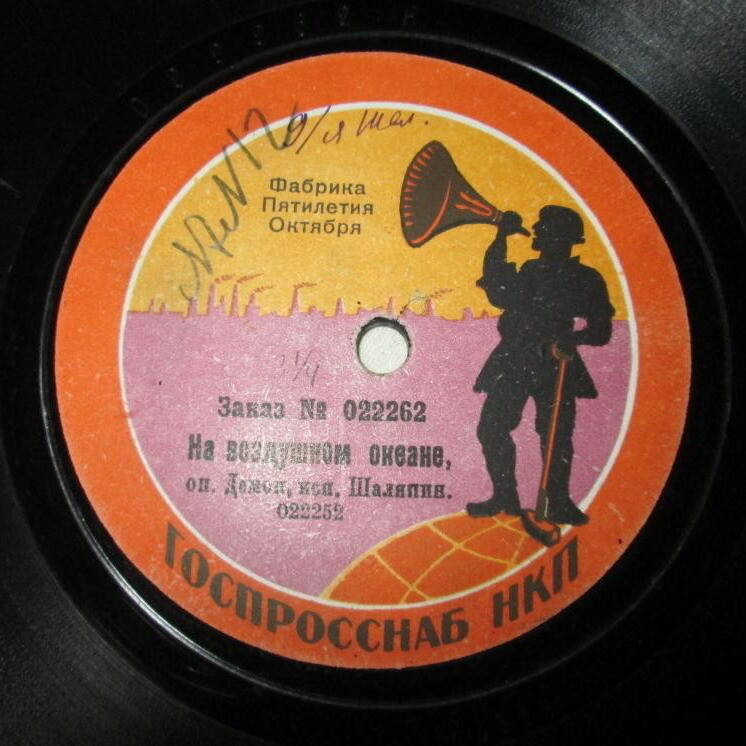 Фабрика
Пятилетия
Октября
Заказ № 022262
На воздушном океане,
оп. Демон, исп. Шаляпин.
022252
ГОСПРОССНАБ НКП